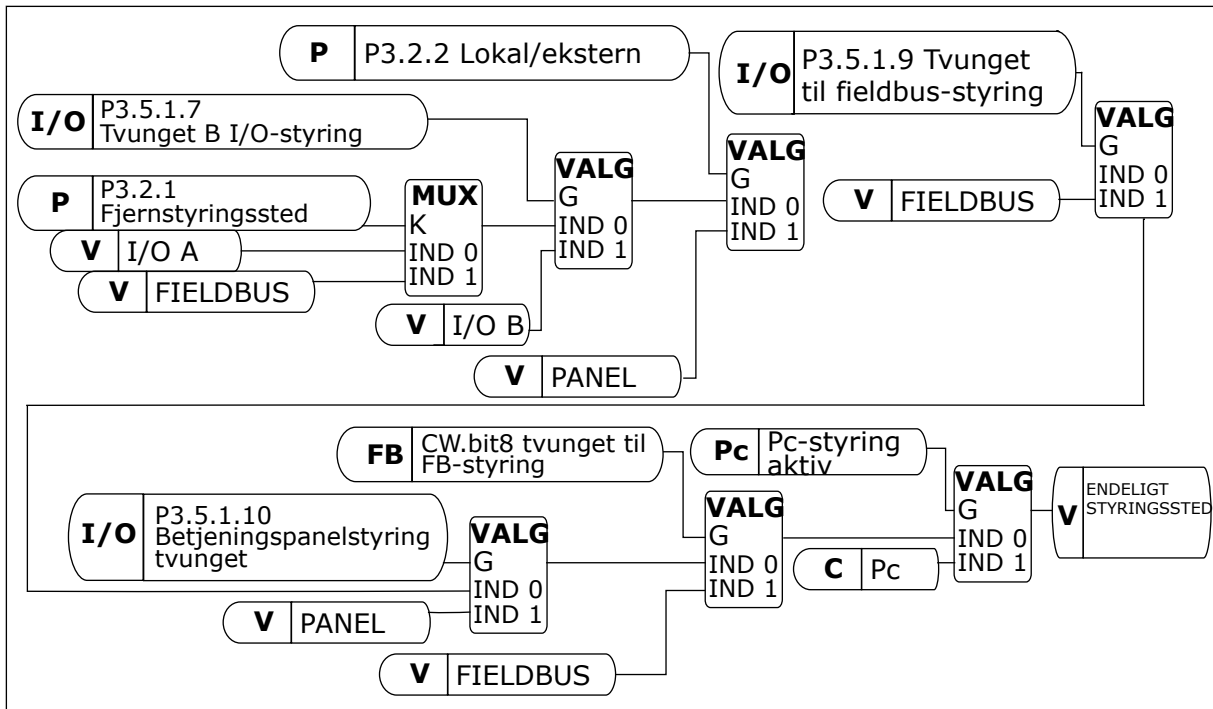 P P3.2.2 Lokal/ekstern
I/O P3.5.1.9 Tvunget
til fieldbus-styring
I/O P3.5.1.7
Tvunget B I/O-styring
P P3.2.1
Fjernstyringssted
V I/O A
V FIELDBUS
MUX
K
IND 0
IND 1
VALG
G
IND 0
IND 1
V I/O B
VALG
G
IND 0
IND 1
V PANEL
VALG
G
IND 0
IND 1
V FIELDBUS
FB CW.bit8 tvunget til
FB-styring
Pc Pc-styring
aktiv
I/O P3.5.1.10
Betjeningspanelstyring
tvunget
VALG
G
IND 0
IND 1
V PANEL
VALG
G
IND 0
IND 1
V FIELDBUS
VALG
G
IND 0
IND 1
C Pc
V ENDELIGT
STYRINGSSTED